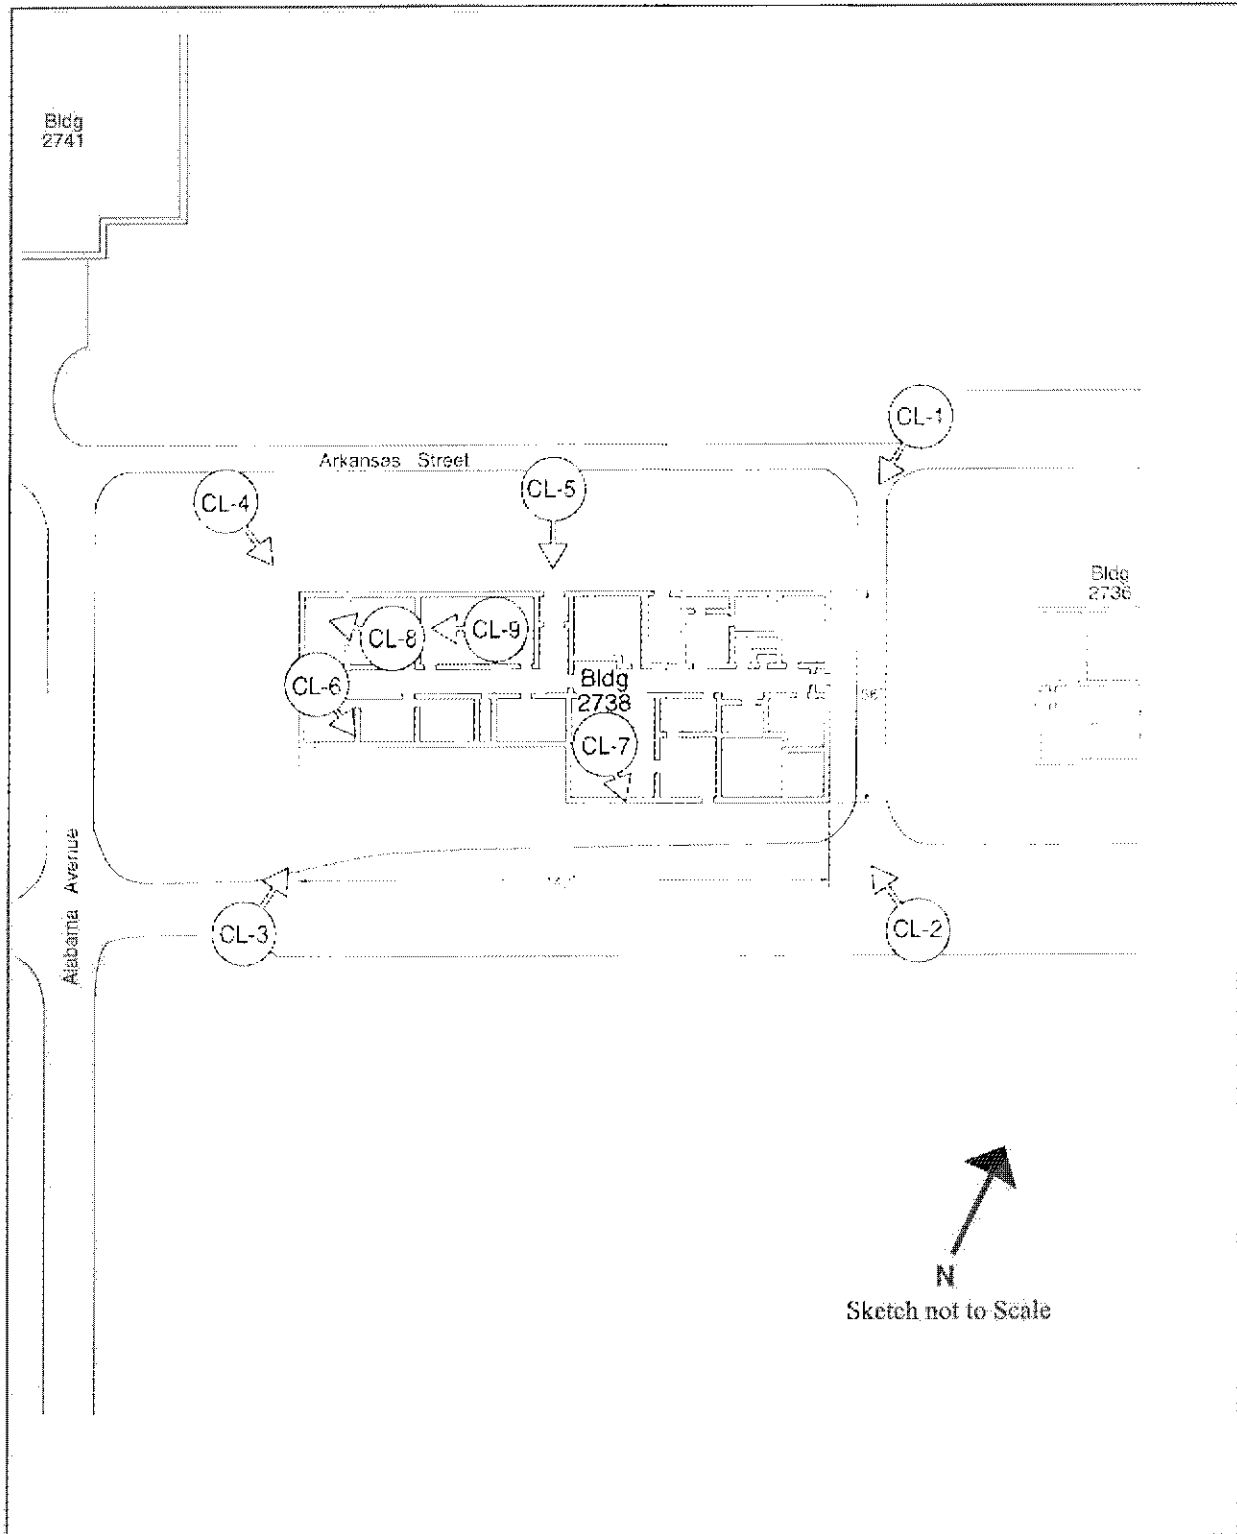 Bldg
2741
CL-1
Arkansas Street
CL-4
CL-5
Bldg
2736
CL-8
CL-9
CL-6
Bldg
2738
CL-7
Alabama Avenue
CL-3
CL-2
N
Sketch not to Scale